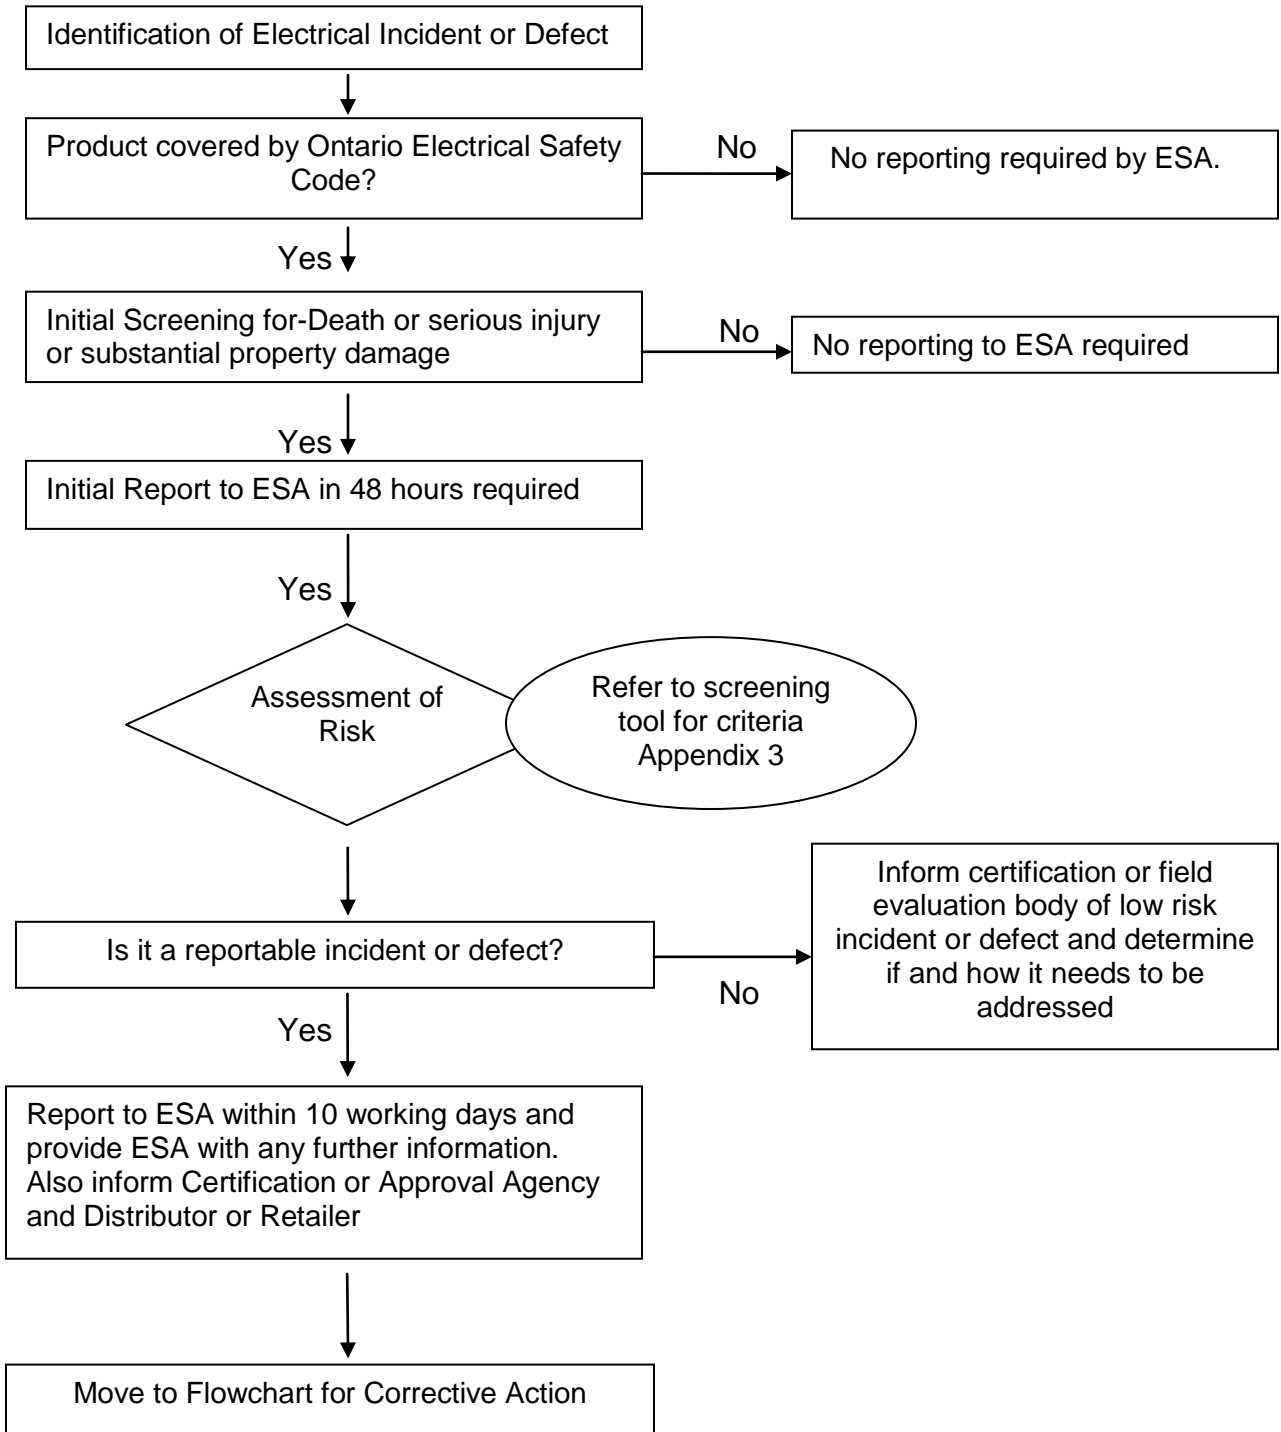 Identification of Electrical Incident or Defect
Product covered by Ontario Electrical Safety
Code?
No
No reporting required by ESA.
Yes
Initial Screening for-Death or serious injury
or substantial property damage
No
No reporting to ESA required
Yes
Initial Report to ESA in 48 hours required
Yes
Assessment of
Risk
Refer to screening
tool for criteria
Appendix 3
Is it a reportable incident or defect?
No
Inform certification or field
evaluation body of low risk
incident or defect and determine
if and how it needs to be
addressed
Yes
Report to ESA within 10 working days and
provide ESA with any further information.
Also inform Certification or Approval Agency
and Distributor or Retailer
Move to Flowchart for Corrective Action